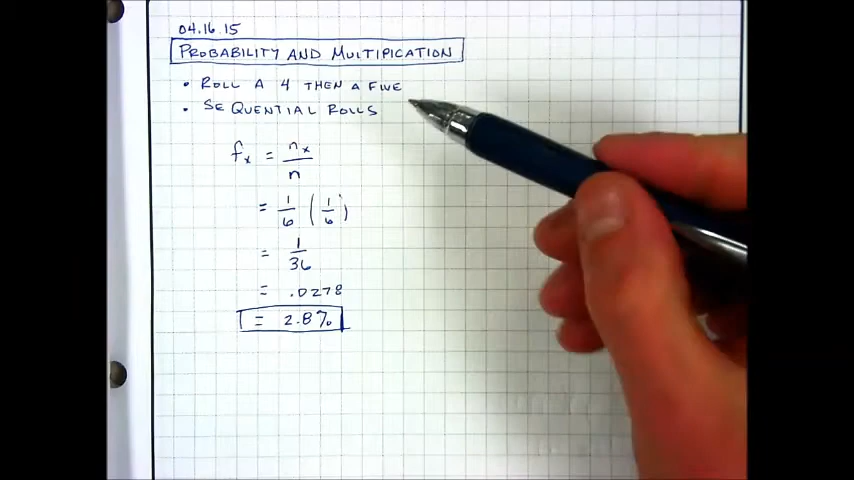 04.16.15
PROBABILITY AND MULTIPICATION
• ROLL A 4 THEN A FIVE
• SEQUENTIAL ROLLS
fx = nx/n
= 1/6 (1/6)
= 1/36
= .0278
= 2.8%